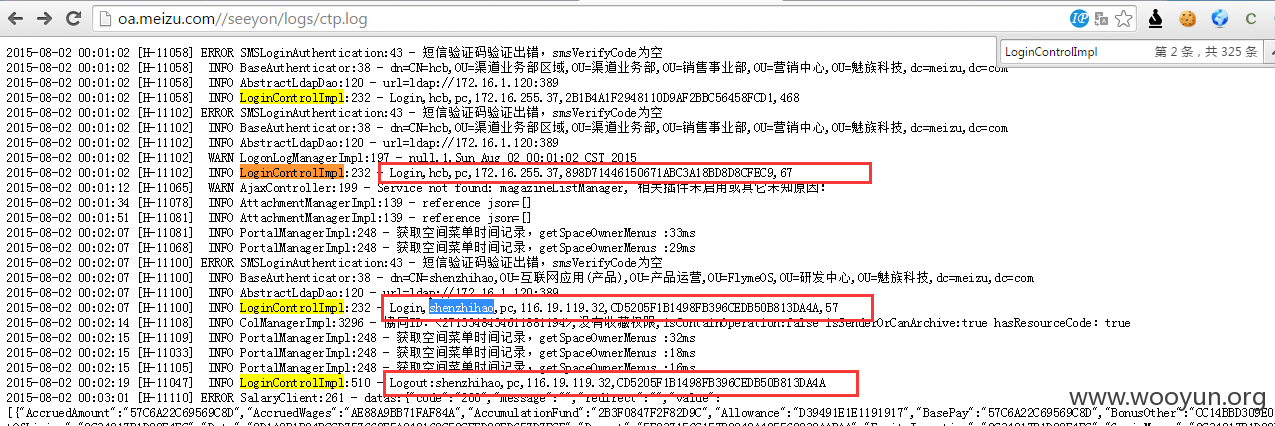 oa.meizu.com//seeyon/logs/ctp.log
LoginControlImpl 第 2 条，共 325 条
2015-08-02 00:01:02 [H-11058] ERROR SMSLoginAuthentication:43 - 短信验证码验证出错，smsVerifyCode为空
2015-08-02 00:01:02 [H-11058] INFO BaseAuthenticator:38 - dn=CN=hcb,OU=渠道业务部区域,OU=渠道业务部,OU=销售事业部,OU=营销中心,OU=魅族科技,dc=meizu,dc=com
2015-08-02 00:01:02 [H-11058] INFO AbstractLdapDao:120 - url=ldap://172.16.1.120:389
2015-08-02 00:01:02 [H-11058] INFO LoginControlImpl:232 - Login,hcb,pc,172.16.255.37,2B1B4A1F2948110D9AF2BBC56458FCD1,468
2015-08-02 00:01:02 [H-11102] ERROR SMSLoginAuthentication:43 - 短信验证码验证出错，smsVerifyCode为空
2015-08-02 00:01:02 [H-11102] INFO BaseAuthenticator:38 - dn=CN=hcb,OU=渠道业务部区域,OU=渠道业务部,OU=销售事业部,OU=营销中心,OU=魅族科技,dc=meizu,dc=com
2015-08-02 00:01:02 [H-11102] INFO AbstractLdapDao:120 - url=ldap://172.16.1.120:389
2015-08-02 00:01:02 [H-11102] WARN LogonLogManagerImpl:197 - null,1,Sun Aug 02 00:01:02 CST 2015
2015-08-02 00:01:02 [H-11102] INFO LoginControlImpl:232 - Login,hcb,pc,172.16.255.37,898D71446150671ABC3A18BD8D8CFEC9,67
2015-08-02 00:01:12 [H-11065] WARN AjaxController:199 - Service not found: magazineListManager, 相关插件未启用或其它未知原因!
2015-08-02 00:01:34 [H-11078] INFO AttachmentManagerImpl:139 - reference json=[]
2015-08-02 00:01:51 [H-11081] INFO AttachmentManagerImpl:139 - reference json=[]
2015-08-02 00:02:07 [H-11081] INFO PortalManagerImpl:248 - 获取空间菜单时间记录，getSpaceOwnerMenus :33ms
2015-08-02 00:02:07 [H-11068] INFO PortalManagerImpl:248 - 获取空间菜单时间记录，getSpaceOwnerMenus :29ms
2015-08-02 00:02:07 [H-11100] ERROR SMSLoginAuthentication:43 - 短信验证码验证出错，smsVerifyCode为空
2015-08-02 00:02:07 [H-11100] INFO BaseAuthenticator:38 - dn=CN=shenzhihao,OU=互联网应用(产品),OU=产品运营,OU=FlymeOS,OU=研发中心,OU=魅族科技,dc=meizu,dc=com
2015-08-02 00:02:07 [H-11100] INFO AbstractLdapDao:120 - url=ldap://172.16.1.120:389
2015-08-02 00:02:07 [H-11100] INFO LoginControlImpl:232 - Login,shenzhihao,pc,116.19.119.32,CD5205F1B1498FB396CEDB50B813DA4A,57
2015-08-02 00:02:14 [H-11108] INFO ColManagerImpl:3296 - 协同ID: 没有收藏权限,isContainOperation:false isSenderOrCanArchive:true hasResourceCode: true
2015-08-02 00:02:15 [H-11109] INFO PortalManagerImpl:248 - 获取空间菜单时间记录，getSpaceOwnerMenus :32ms
2015-08-02 00:02:15 [H-11033] INFO PortalManagerImpl:248 - 获取空间菜单时间记录，getSpaceOwnerMenus :18ms
2015-08-02 00:02:15 [H-11105] INFO PortalManagerImpl:248 - 获取空间菜单时间记录，getSpaceOwnerMenus :16ms
2015-08-02 00:02:19 [H-11047] INFO LoginControlImpl:510 - Logout:shenzhihao,pc,116.19.119.32,CD5205F1B1498FB396CEDB50B813DA4A
2015-08-02 00:03:01 [H-11110] ERROR SalaryClient:261 - datas:{"code":"200","message":"","redirect":"","value":
[{"AccruedAmount":"57C6A22C69569C8D","AccruedWages":"AE88A9BB71FAF84A","AccumulationFund":"2B3F0847F2F82D9C","Allowance":"D39491E1E1191917","BasePay":"57C6A22C69569C8D","BonusOther":
www.wooyun.org